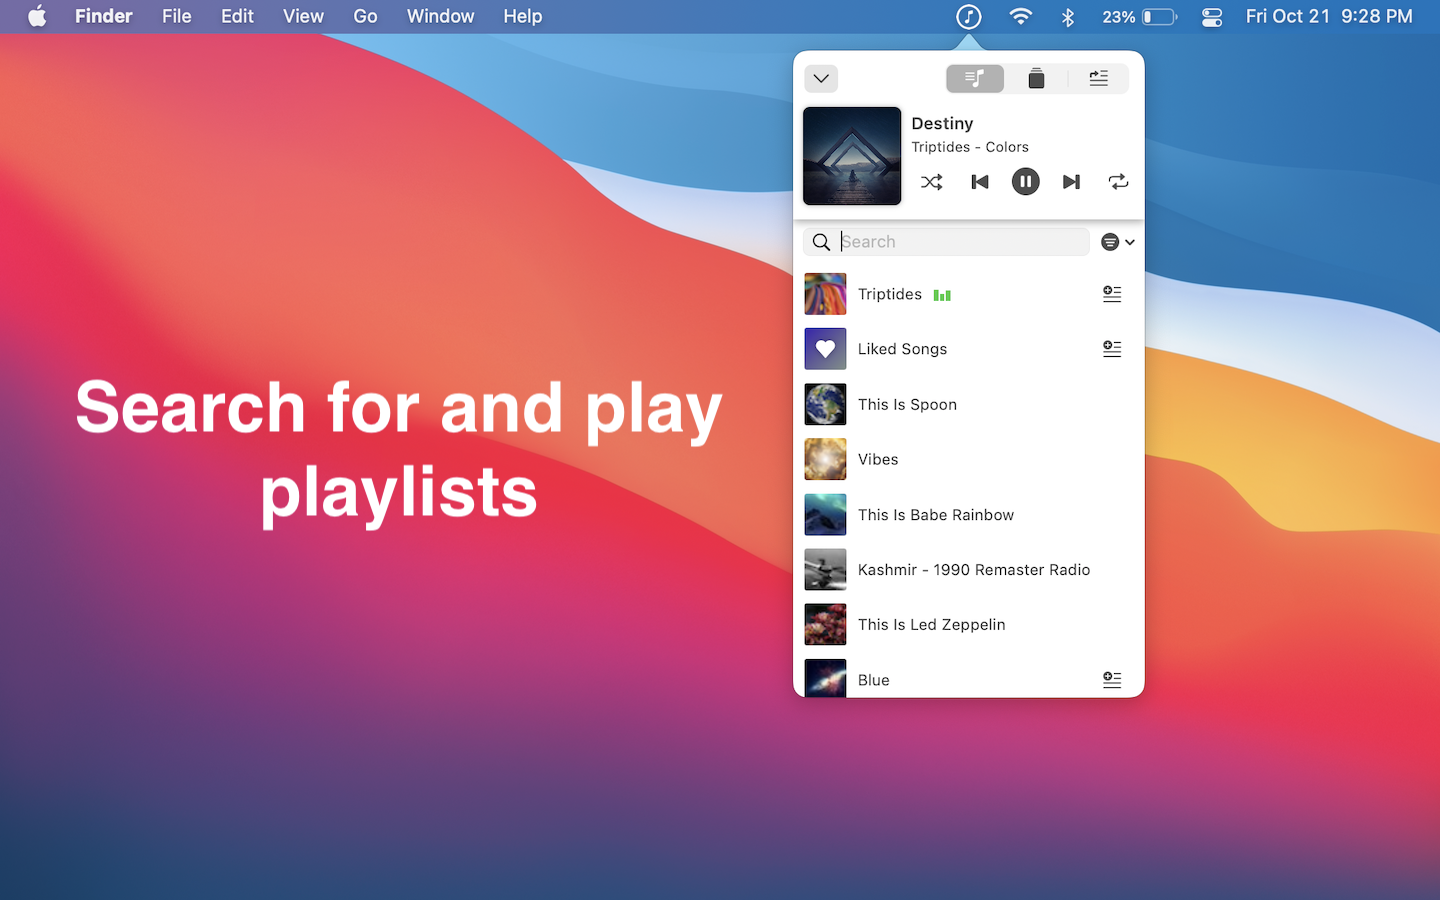 Finder File Edit View Go Window Help 23% Fri Oct 21 9:28 PM
Destiny
Triptides - Colors
Search
Triptides
Liked Songs
This Is Spoon
Vibes
This Is Babe Rainbow
Kashmir - 1990 Remaster Radio
This Is Led Zeppelin
Blue
Search for and play
playlists